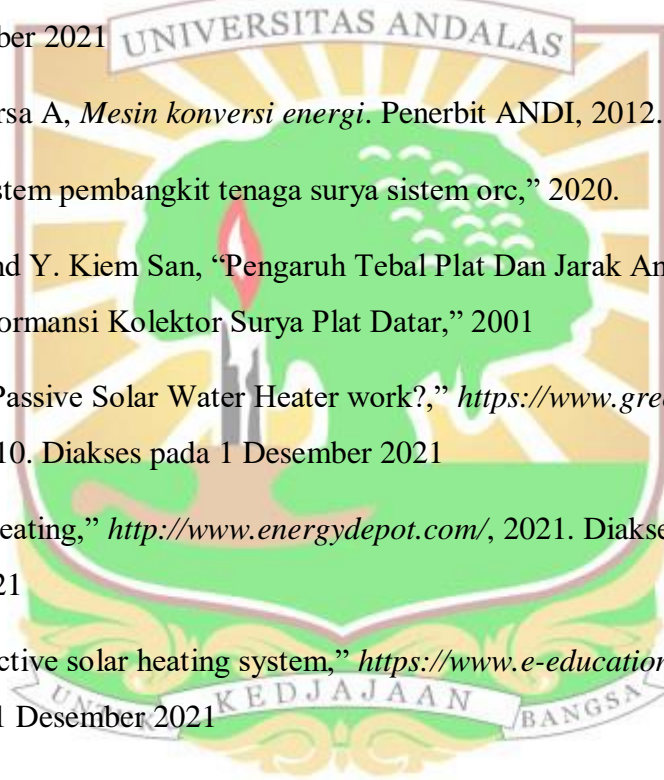 ber 2021
UNIVERSITAS ANDALAS
rsa A, Mesin konversi energi. Penerbit ANDI, 2012.
stem pembangkit tenaga surya sistem orc,” 2020.
nd Y. Kiem San, “Pengaruh Tebal Plat Dan Jarak An
ormansi Kolektor Surya Plat Datar,” 2001
Passive Solar Water Heater work?,” https://www.gree
10. Diakses pada 1 Desember 2021
eating,” http://www.energydepot.com/, 2021. Diakse
21
ctive solar heating system,” https://www.e-education
1 Desember 2021
UNTUK KEDJAJAAN BANGSA